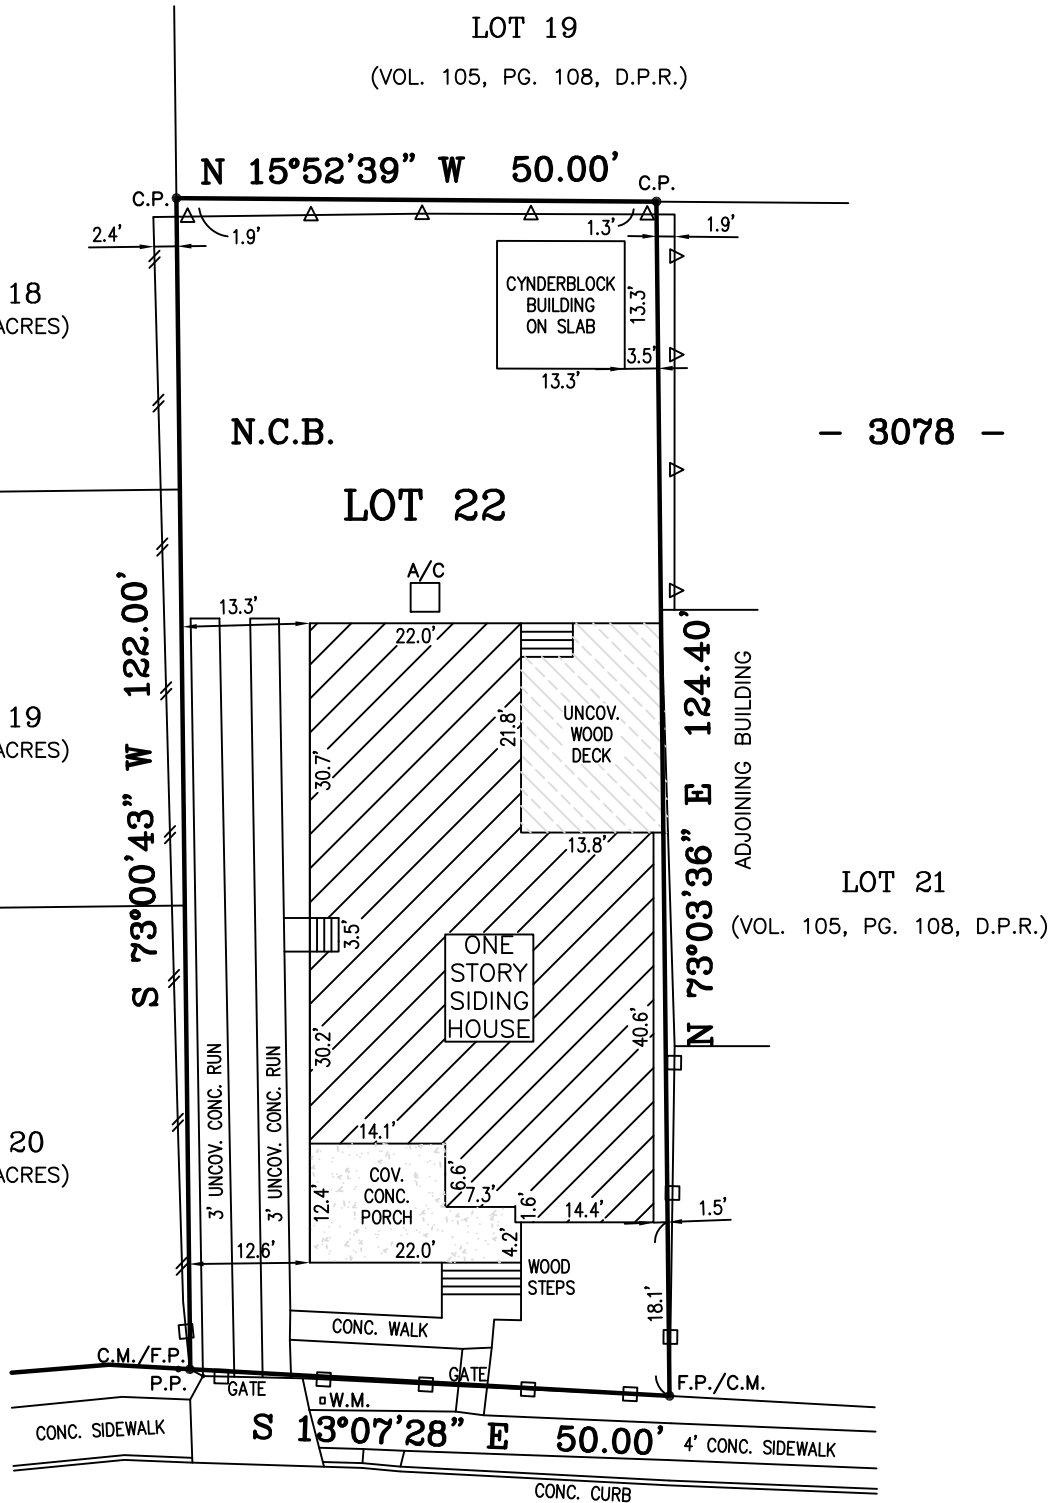 LOT 19
(VOL. 105, PG. 108, D.P.R.)
N 15°52'39" W 50.00'
C.P.
C.P.
2.4'
1.9'
1.3'
1.9'
18
ACRES)
CYNDERBLOCK
BUILDING
ON SLAB
13.3'
3.5'
13.3'
N.C.B.
- 3078 -
LOT 22
A/C
13.3'
22.0'
S 73°00'43" W 122.00'
N 73°03'36" E 124.40'
ADJOINING BUILDING
19
ACRES)
30.7'
21.8'
UNCOV.
WOOD
DECK
13.8'
LOT 21
(VOL. 105, PG. 108, D.P.R.)
3.5'
ONE
STORY
SIDING
HOUSE
30.2'
40.6'
3' UNCOV. CONC. RUN
3' UNCOV. CONC. RUN
20
ACRES)
14.1'
COV.
CONC.
PORCH
12.4'
6.6'
7.3'
1.6'
14.4'
1.5'
12.6'
22.0'
4.2'
WOOD
STEPS
18.1'
CONC. WALK
C.M./F.P.
P.P.
GATE
GATE
F.P./C.M.
W.M.
CONC. SIDEWALK
S 13°07'28" E 50.00'
4' CONC. SIDEWALK
CONC. CURB